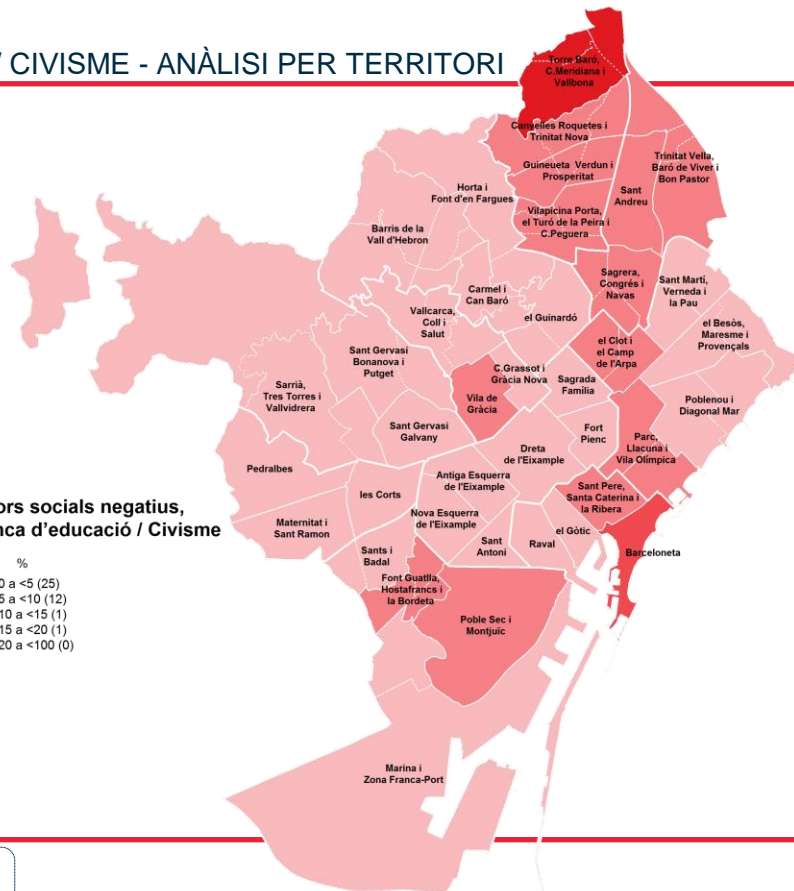 / CIVISME - ANÀLISI PER TERRITORI
Torre Baró,
C.Meridiana i
Vallbona
Canyelles Roquetes i
Trinitat Nova
Guineueta Verdun i
Prosperitat
Trinitat Vella,
Baró de Viver i
Bon Pastor
Sant
Andreu
Horta i
Font d'en Fargues
Vilapicina Porta,
el Turó de la Peira i
C.Peguera
Barris de la
Vall d'Hebron
Sagrera,
Congrés i
Navas
Sant Martí,
Verneda i
la Pau
Carmel i
Can Baró
Vallcarca,
Coll i
Salut
el Guinardó
el Besòs,
Maresme i
Provençals
el Clot i
el Camp
de l'Arpa
Sant Gervasi
Bonanova i
Putget
C.Grassot i
Gràcia Nova
Sagrada
Família
Sarrià,
Tres Torres i
Vallvidrera
Vila de
Gràcia
Poblenou i
Diagonal Mar
Sant Gervasi
Galvany
Fort
Pienc
Parc,
Llacuna i
Vila Olímpica
Dreta
de l'Eixample
Pedralbes
Antiga Esquerra
de l'Eixample
les Corts
Sant Pere,
Santa Caterina i
la Ribera
Maternitat i
Sant Ramon
Nova Esquerra
de l'Eixample
el Gòtic
Sant
Antoni
Raval
Barceloneta
Sants i
Badal
Font Guatlla,
Hostafrancs i
la Bordeta
Poble Sec i
Montjuïc
Marina i
Zona Franca-Port
ors socials negatius,
nca d'educació / Civisme
%
0 a <5 (25)
5 a <10 (12)
10 a <15 (1)
15 a <20 (1)
20 a <100 (0)